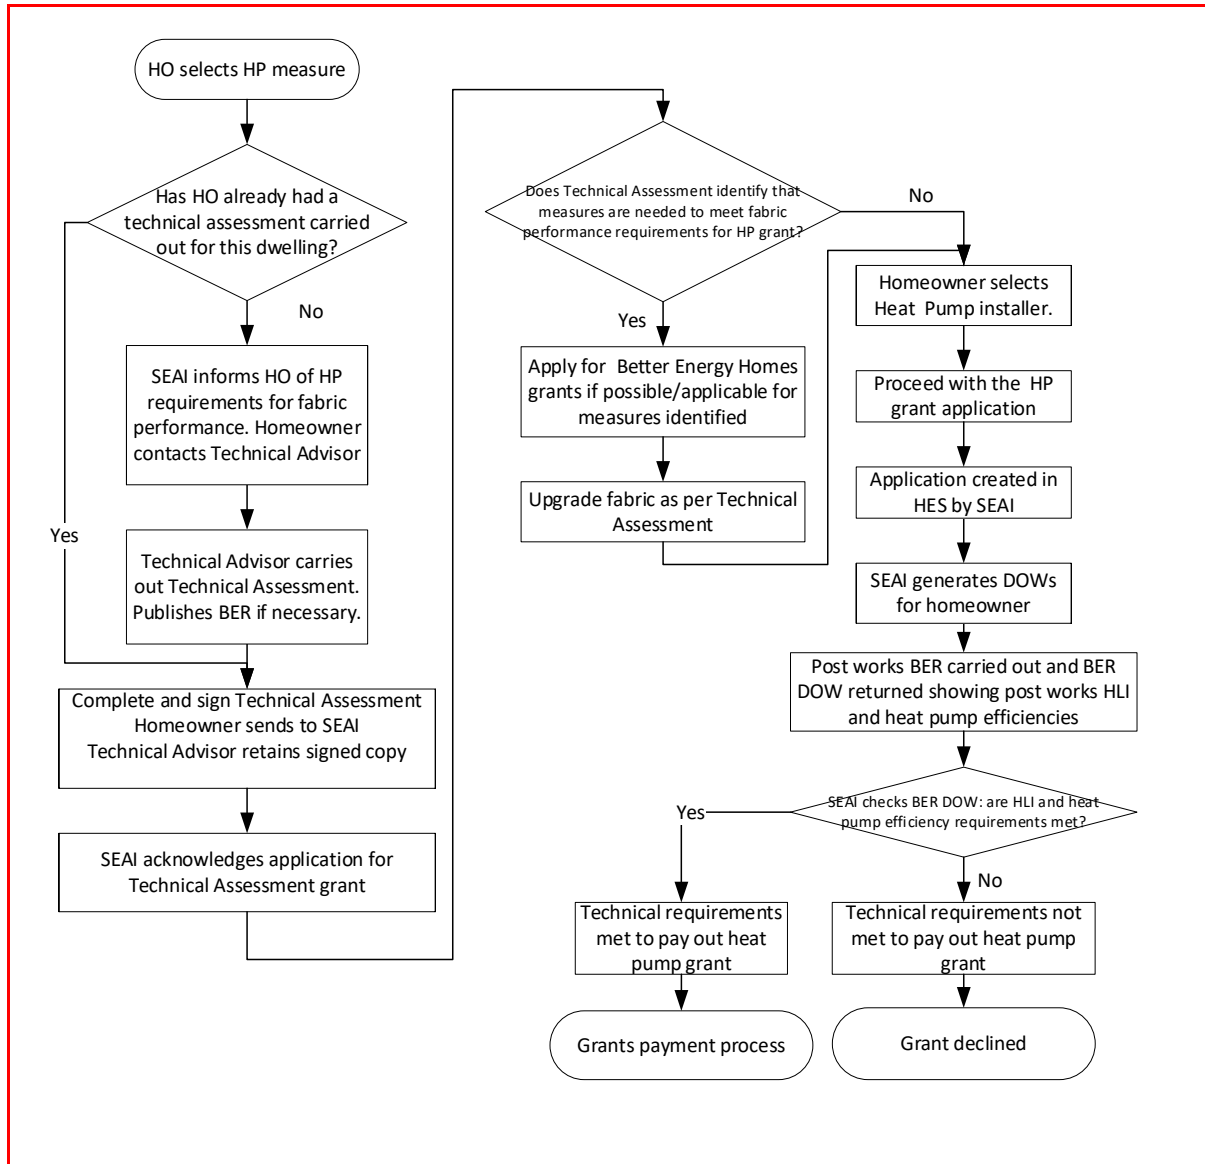 HO selects HP measure
Has HO already had a
technical assessment carried
out for this dwelling?
No
Yes
SEAI informs HO of HP
requirements for fabric
performance. Homeowner
contacts Technical Advisor
Technical Advisor carries
out Technical Assessment.
Publishes BER if necessary.
Complete and sign Technical Assessment
Homeowner sends to SEAI
Technical Advisor retains signed copy
SEAI acknowledges application for
Technical Assessment grant
Does Technical Assessment identify that
measures are needed to meet fabric
performance requirements for HP grant?
No
Yes
Apply for Better Energy Homes
grants if possible/applicable for
measures identified
Upgrade fabric as per Technical
Assessment
Homeowner selects
Heat Pump installer.
Proceed with the HP
grant application
Application created in
HES by SEAI
SEAI generates DOWs
for homeowner
Post works BER carried out and BER
DOW returned showing post works HLI
and heat pump efficiencies
SEAI checks BER DOW: are HLI and heat
pump efficiency requirements met?
Yes
No
Technical requirements
met to pay out heat
pump grant
Technical requirements not
met to pay out heat pump
grant
Grants payment process
Grant declined